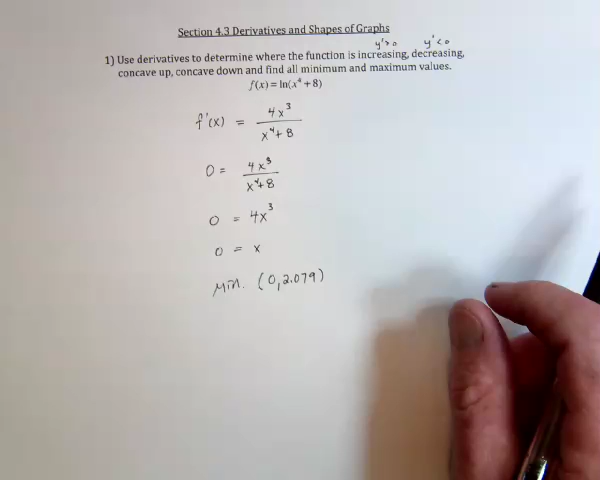 Section 4.3 Derivatives and Shapes of Graphs
y'>0 y'<0
1) Use derivatives to determine where the function is increasing, decreasing,
concave up, concave down and find all minimum and maximum values.
f(x) = ln(x⁴ + 8)
f'(x) = 4x³ / x⁴+8
0 = 4x³ / x⁴+8
0 = 4x³
0 = x
Min. (0, 2.079)